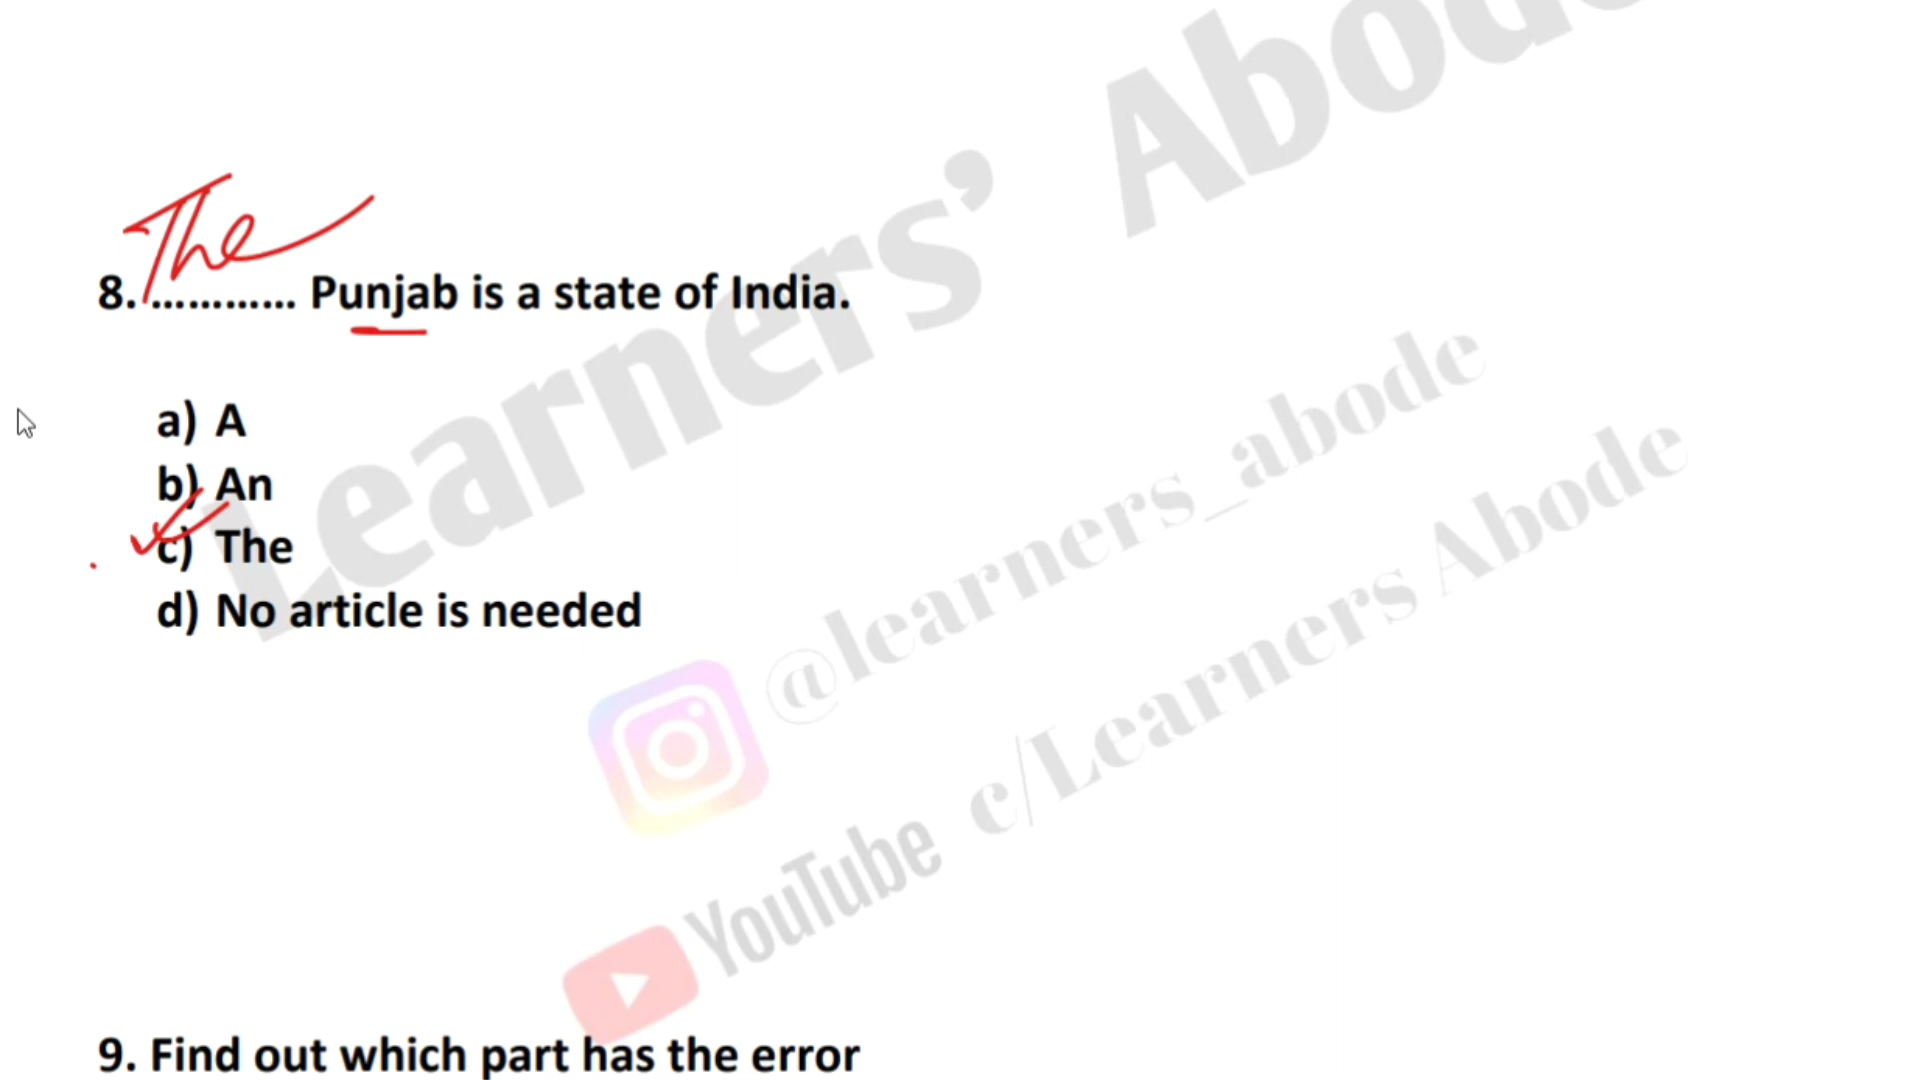 Learners' Abode
The
8. ............ Punjab is a state of India.
a) A
b) An
c) The
d) No article is needed
@learners_abode
YouTube c/Learners Abode
9. Find out which part has the error